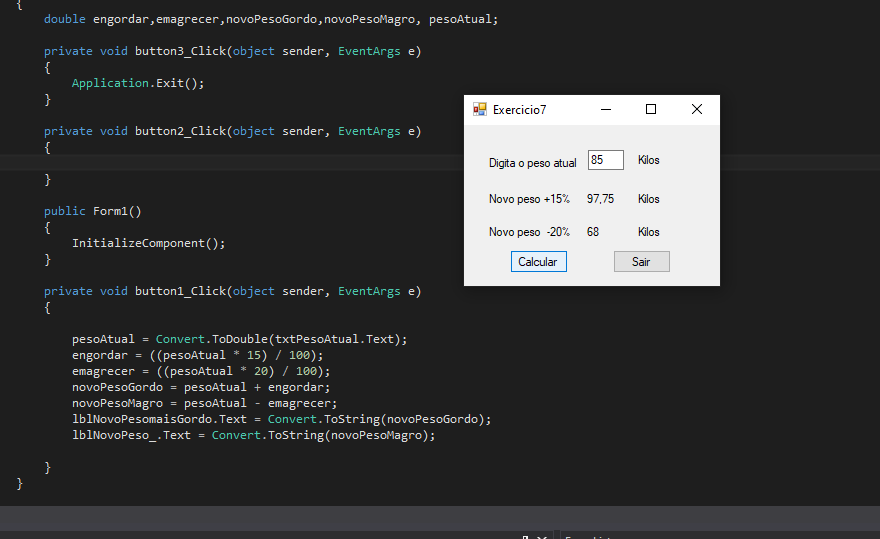 {
double engordar,emagrecer,novoPesoGordo,novoPesoMagro, pesoAtual;
private void button3_Click(object sender, EventArgs e)
{
Application.Exit();
}
private void button2_Click(object sender, EventArgs e)
{
}
public Form1()
{
InitializeComponent();
}
private void button1_Click(object sender, EventArgs e)
{
pesoAtual = Convert.ToDouble(txtPesoAtual.Text);
engordar = ((pesoAtual * 15) / 100);
emagrecer = ((pesoAtual * 20) / 100);
novoPesoGordo = pesoAtual + engordar;
novoPesoMagro = pesoAtual - emagrecer;
lblNovoPesomaisGordo.Text = Convert.ToString(novoPesoGordo);
lblNovoPeso_.Text = Convert.ToString(novoPesoMagro);
}
}
Exercicio7
Digita o peso atual 85 Kilos
Novo peso +15% 97,75 Kilos
Novo peso -20% 68 Kilos
Calcular Sair